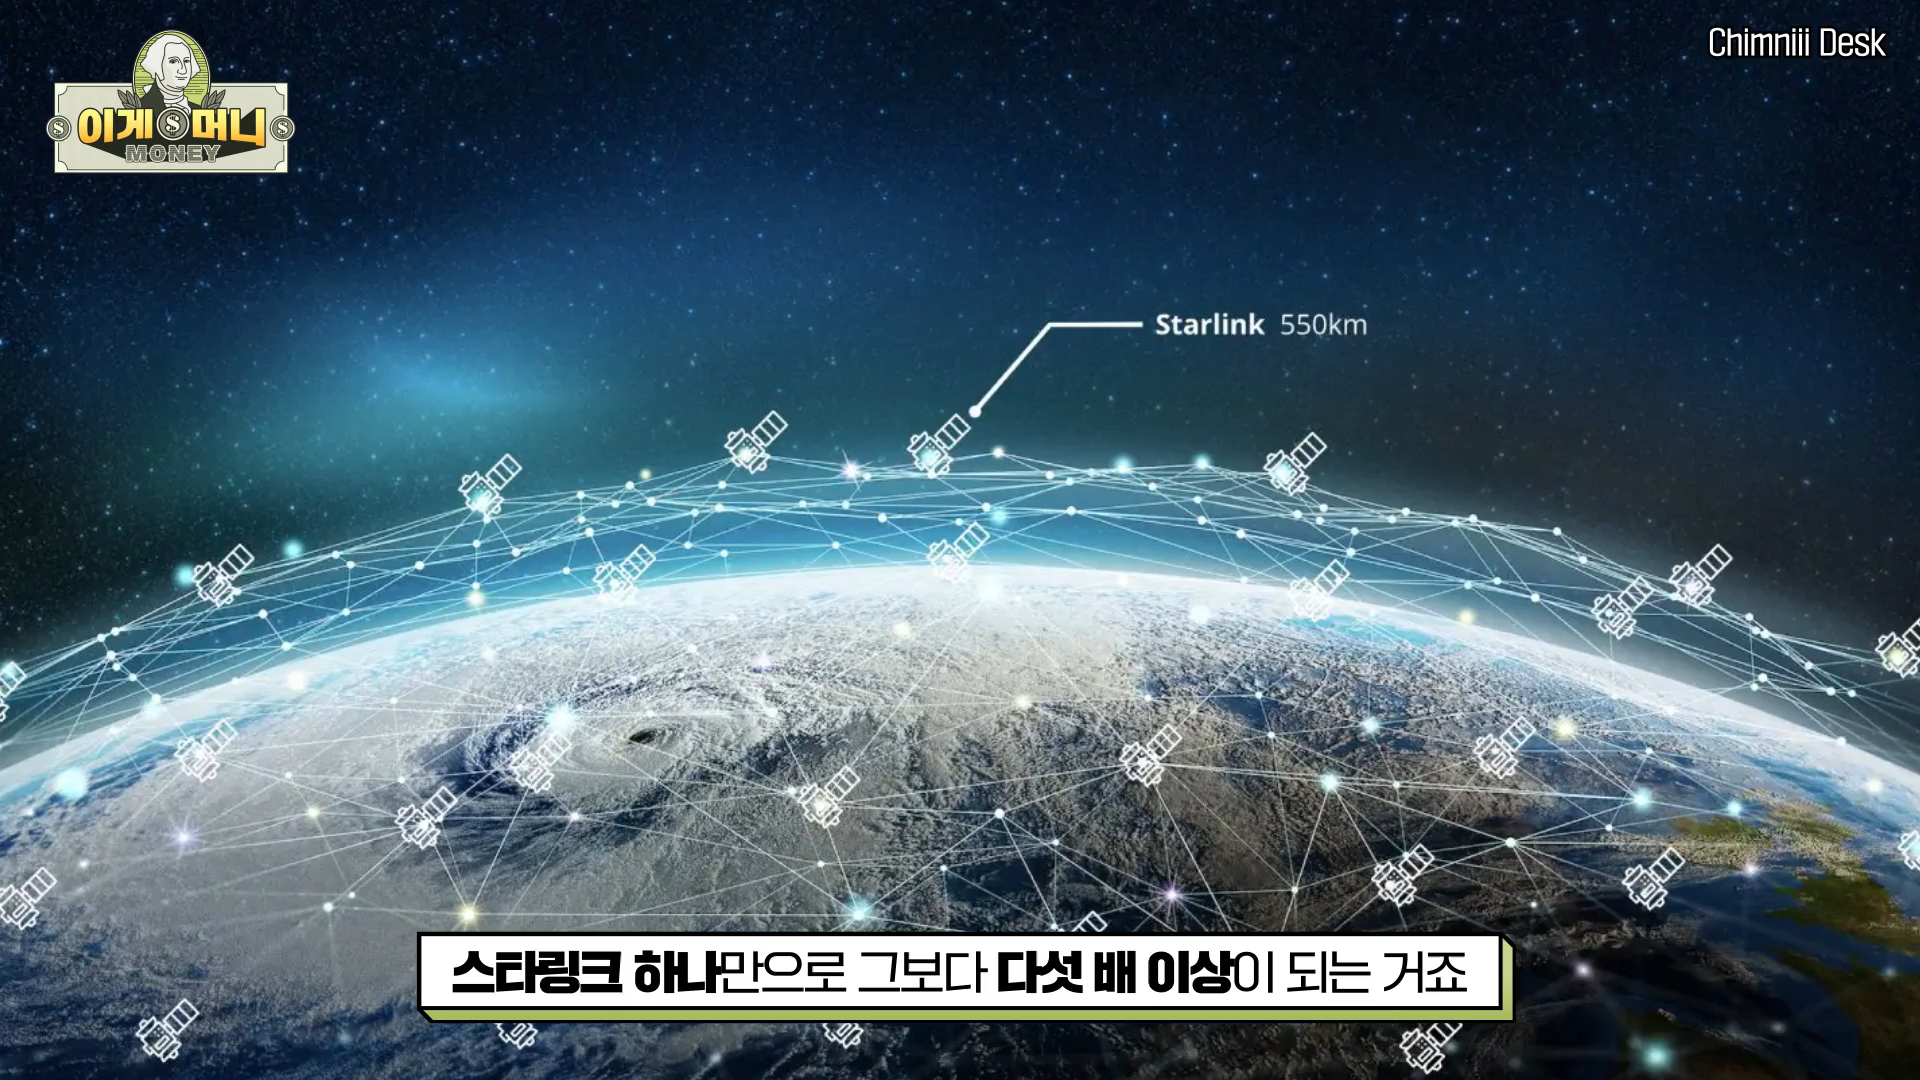 Chimniii Desk
이게 머니
MONEY
Starlink 550km
스타링크 하나만으로 그보다 다섯 배 이상이 되는 거죠